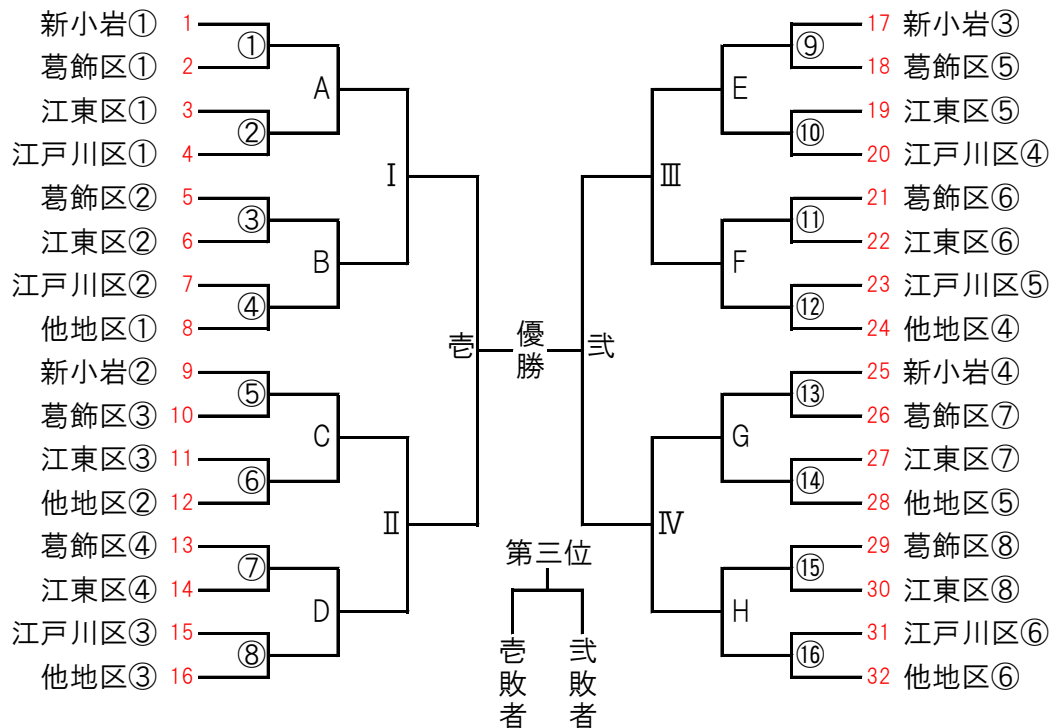 新小岩① 1
①
葛飾区① 2
A
江東区① 3
②
江戸川区① 4
Ⅰ
葛飾区② 5
③
江東区② 6
B
江戸川区② 7
④
他地区① 8
壱
新小岩② 9
⑤
葛飾区③ 10
C
江東区③ 11
⑥
他地区② 12
Ⅱ
葛飾区④ 13
⑦
江東区④ 14
D
江戸川区③ 15
⑧
他地区③ 16
優勝
第三位
壱敗者
弐敗者
17 新小岩③
⑨
18 葛飾区⑤
E
19 江東区⑤
⑩
20 江戸川区④
Ⅲ
21 葛飾区⑥
⑪
22 江東区⑥
F
23 江戸川区⑤
⑫
24 他地区④
弐
25 新小岩④
⑬
26 葛飾区⑦
G
27 江東区⑦
⑭
28 他地区⑤
Ⅳ
29 葛飾区⑧
⑮
30 江東区⑧
H
31 江戸川区⑥
⑯
32 他地区⑥